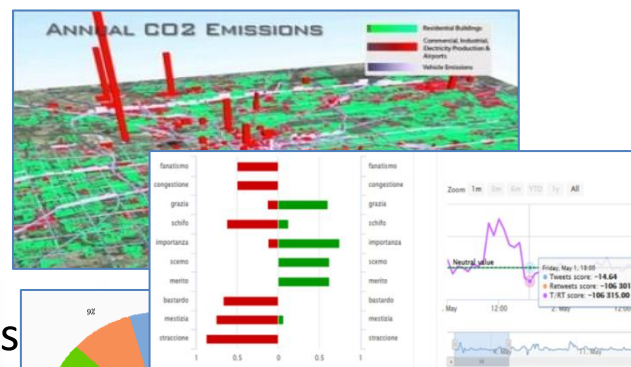 ANNUAL CO2 EMISSIONS
Residential Buildings
Commercial, Industrial,
Electricity Production &
Airports
Vehicle Emissions
fanatismo
congestione
grazia
schifo
importanza
scemo
merito
bastardo
mestizia
straccione
1 0.5 0 0.5 1
fanatismo
congestione
grazia
schifo
importanza
scemo
merito
bastardo
mestizia
straccione
Zoom 1m 3m 6m YTD 1y All
Neutral value
Friday, May 1, 18:00
Tweets score: -14.64
Retweets score: -106 301
T/RT score: -106 315.00
. May 12:00 2. May 12:00
4. May 11. May
9%
s